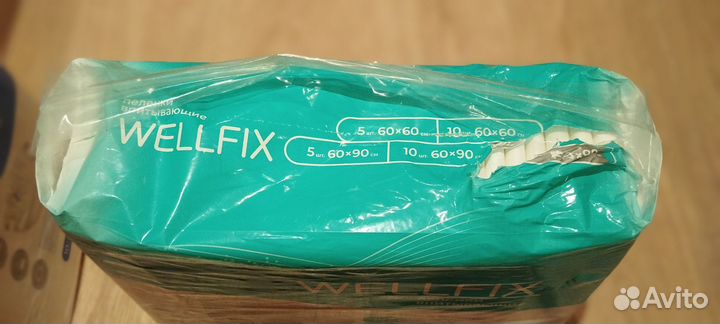 пеленки
впитывающие
WELLFIX
5 шт. 60×60 см
10 60×60
5 шт. 60×90 см
10 шт. 60×90
WELLFIX
Avito